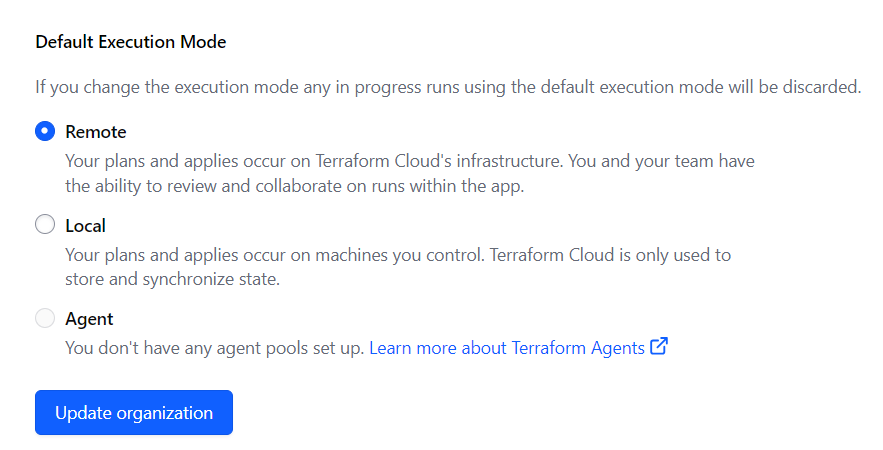 Default Execution Mode
If you change the execution mode any in progress runs using the default execution mode will be discarded.
Remote
Your plans and applies occur on Terraform Cloud's infrastructure. You and your team have
the ability to review and collaborate on runs within the app.
Local
Your plans and applies occur on machines you control. Terraform Cloud is only used to
store and synchronize state.
Agent
You don't have any agent pools set up. Learn more about Terraform Agents
Update organization